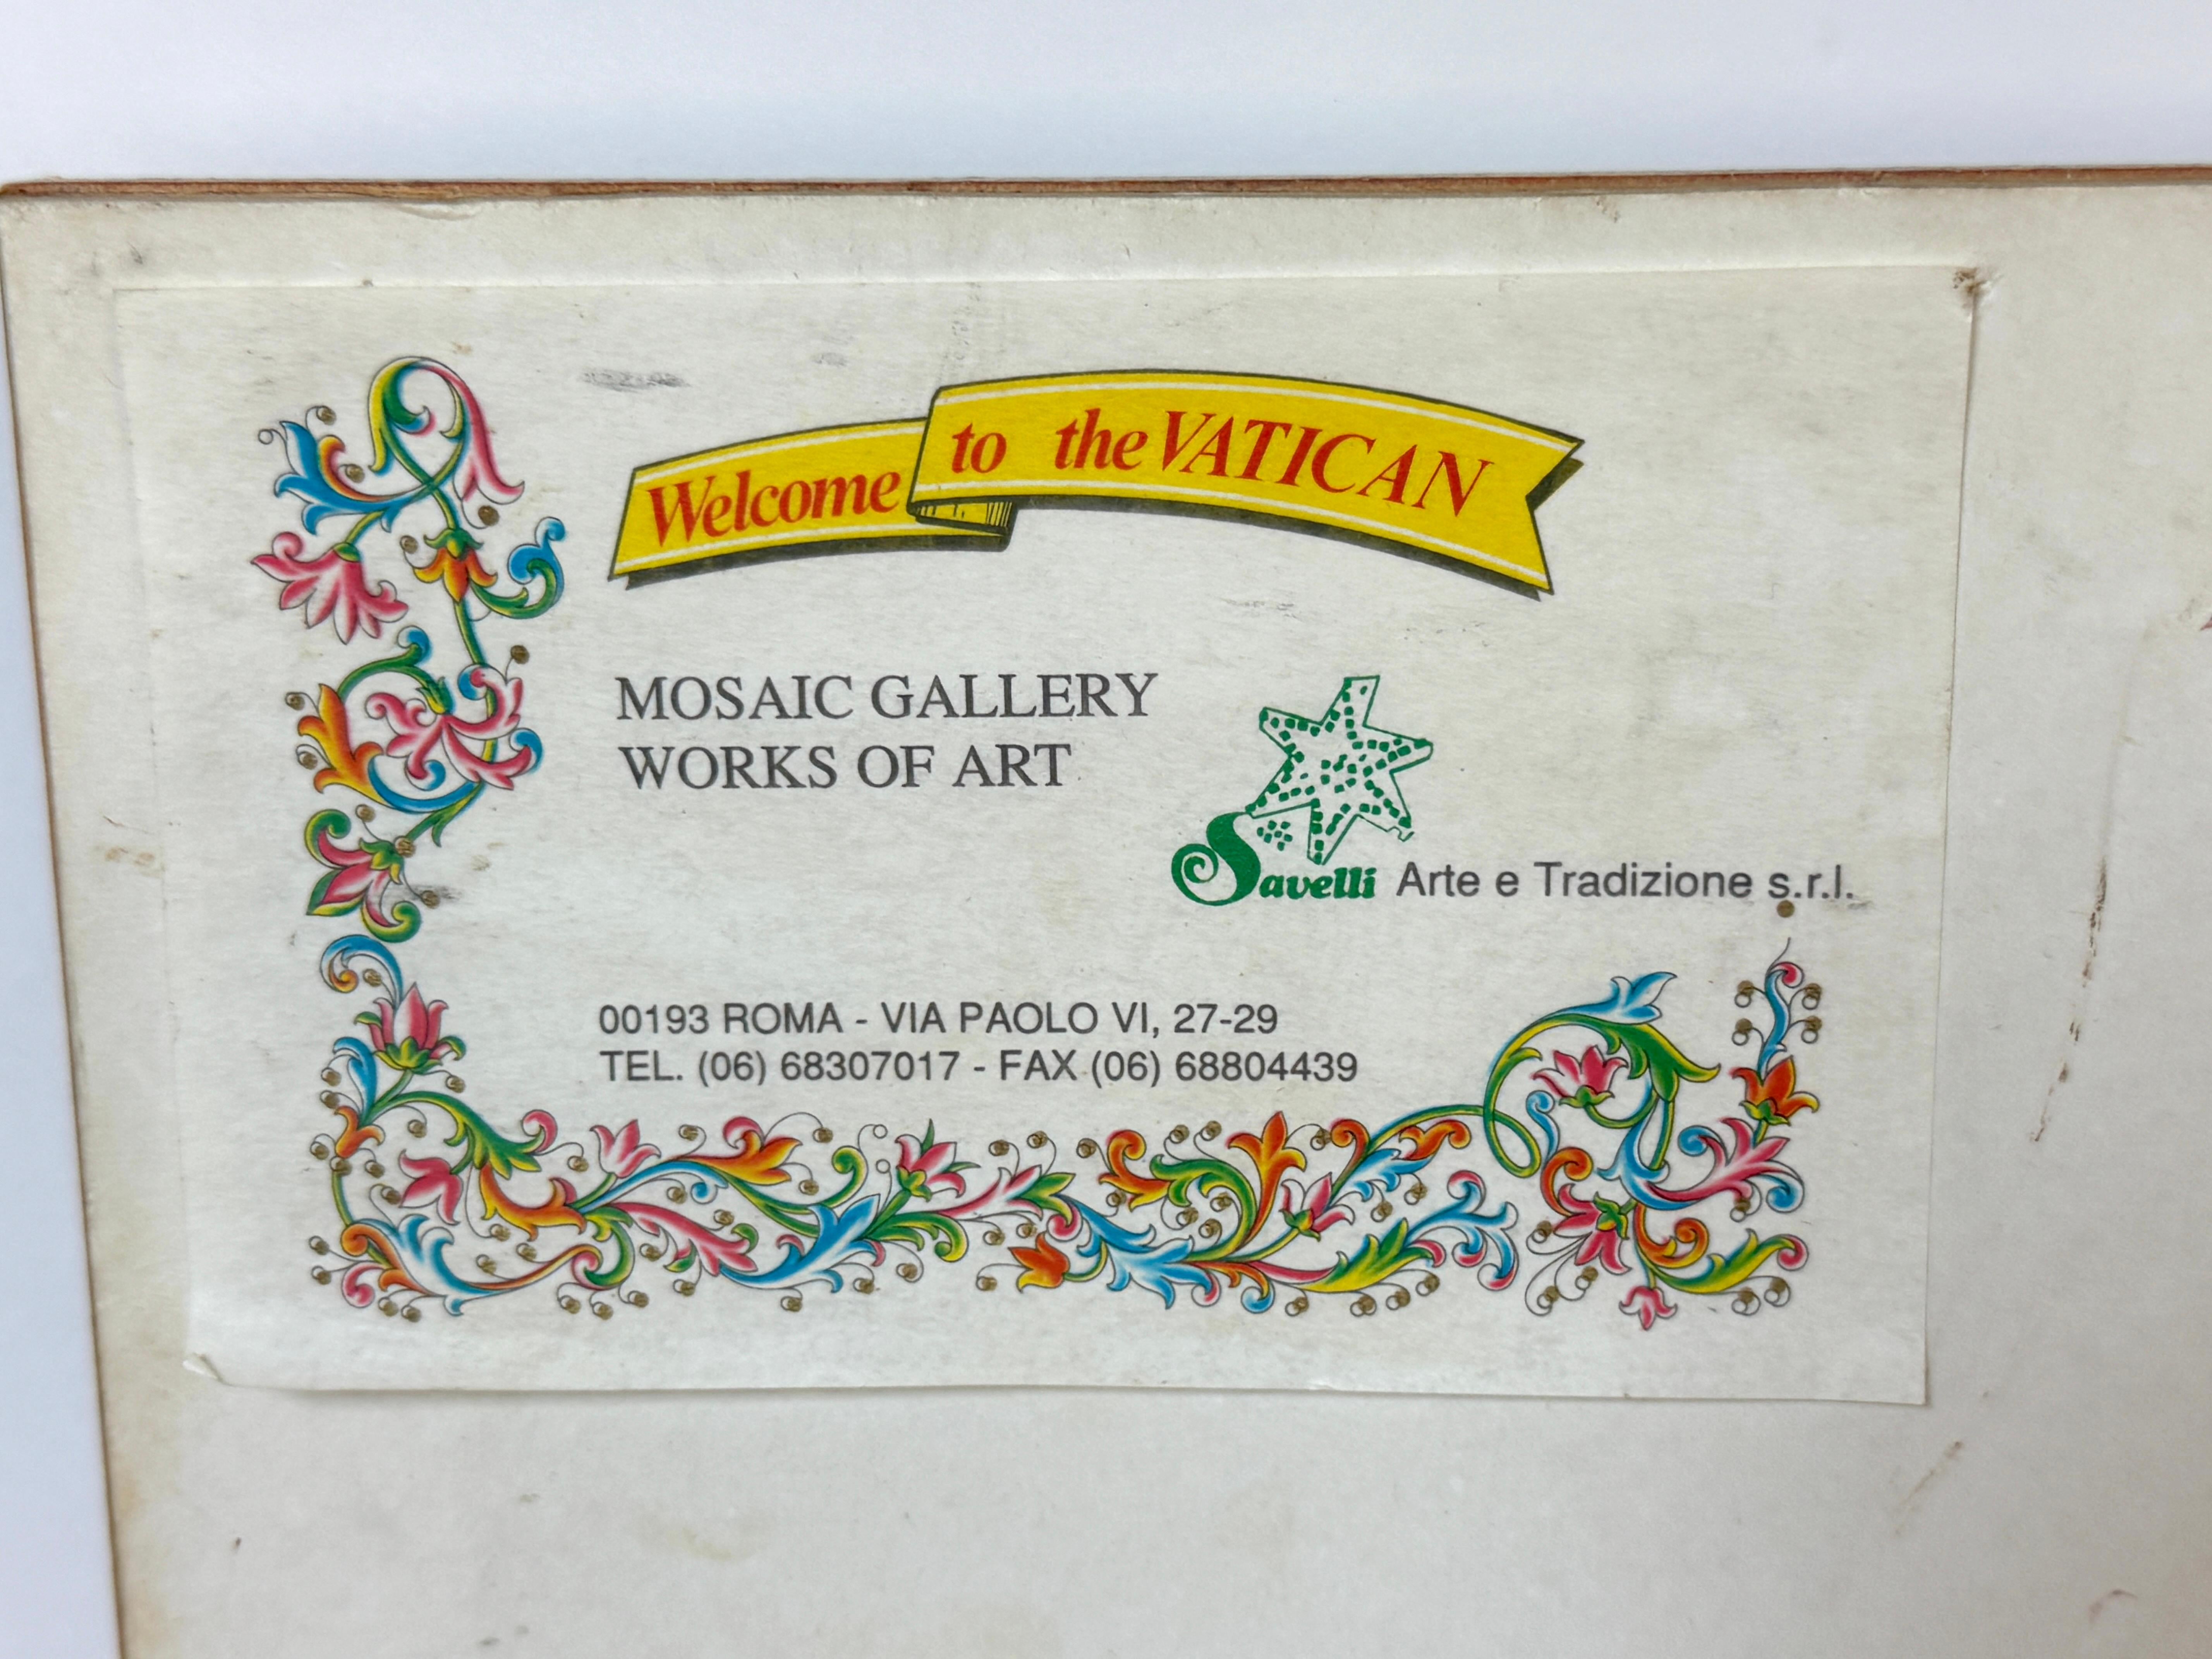 Welcome to the VATICAN
MOSAIC GALLERY
WORKS OF ART
Savelli Arte e Tradizione s.r.l.
00193 ROMA - VIA PAOLO VI, 27-29
TEL. (06) 68307017 - FAX (06) 68804439